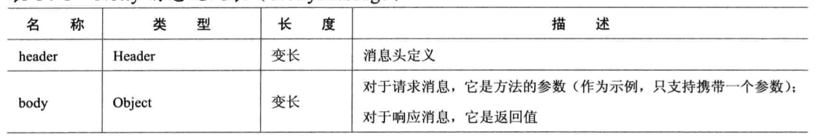 名 称 类 型 长 度 描 述
header Header 变长 消息头定义
body Object 变长 对于请求消息，它是方法的参数（作为示例，只支持携带一个参数）；
对于响应消息，它是返回值